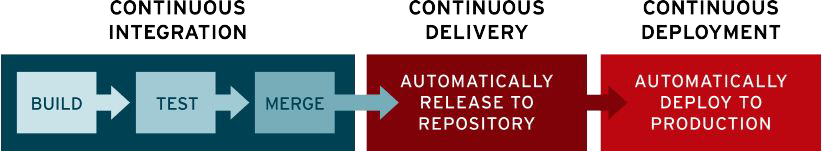 CONTINUOUS
INTEGRATION
CONTINUOUS
DELIVERY
CONTINUOUS
DEPLOYMENT
BUILD
TEST
MERGE
AUTOMATICALLY
RELEASE TO
REPOSITORY
AUTOMATICALLY
DEPLOY TO
PRODUCTION